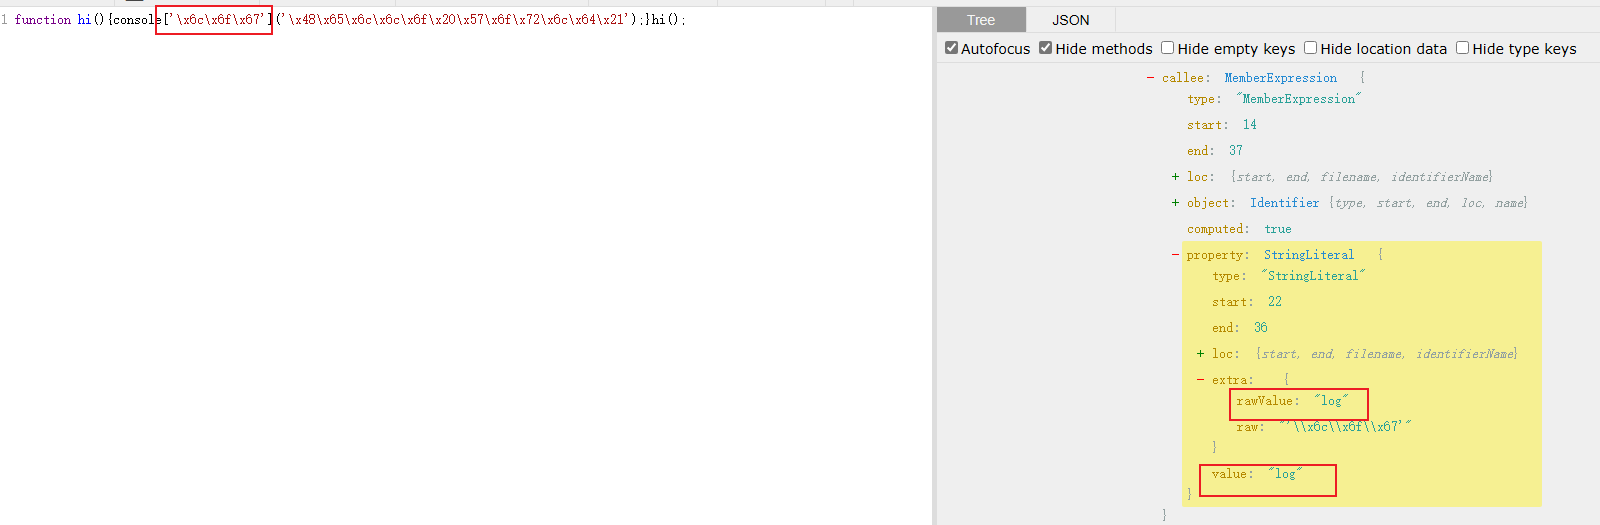 1 function hi(){console['\x6c\x6f\x67']('\x48\x65\x6c\x6c\x6f\x20\x57\x6f\x72\x6c\x64\x21');}hi();
Tree JSON
Autofocus Hide methods Hide empty keys Hide location data Hide type keys
- callee: MemberExpression {
type: "MemberExpression"
start: 14
end: 37
+ loc: {start, end, filename, identifierName}
+ object: Identifier {type, start, end, loc, name}
computed: true
- property: StringLiteral {
type: "StringLiteral"
start: 22
end: 36
+ loc: {start, end, filename, identifierName}
- extra: {
rawValue: "log"
raw: "'\\x6c\\x6f\\x67'"
}
value: "log"
}
}